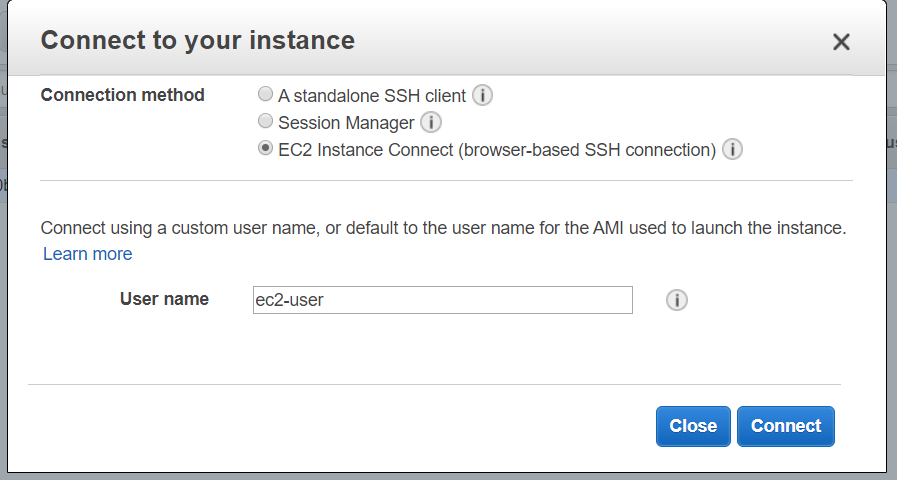 Connect to your instance
Connection method
A standalone SSH client
Session Manager
EC2 Instance Connect (browser-based SSH connection)
Connect using a custom user name, or default to the user name for the AMI used to launch the instance.
Learn more
User name ec2-user
Close Connect